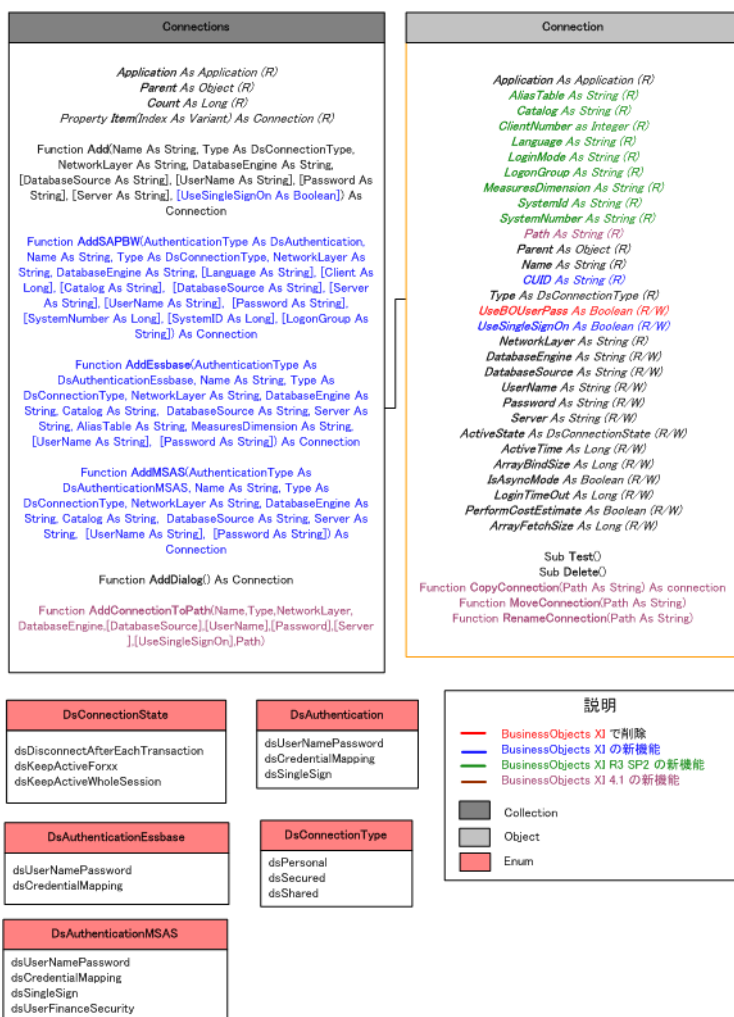 Connections
Application As Application (R)
Parent As Object (R)
Count As Long (R)
Property Item(Index As Variant) As Connection (R)
Function Add(Name As String, Type As DsConnectionType,
NetworkLayer As String, DatabaseEngine As String,
[DatabaseSource As String], [UserName As String], [Password As
String], [Server As String], [UseSingleSignOn As Boolean]) As
Connection
Function AddSAPBW(AuthenticationType As DsAuthentication,
Name As String, Type As DsConnectionType, NetworkLayer As
String, DatabaseEngine As String, [Language As String], [Client As
Long], [Catalog As String], [DatabaseSource As String], [Server
As String], [UserName As String], [Password As String],
[SystemNumber As Long], [SystemID As Long], [LogonGroup As
String]) As Connection
Function AddEssbase(AuthenticationType As
DsAuthenticationEssbase, Name As String, Type As
DsConnectionType, NetworkLayer As String, DatabaseEngine As
String, Catalog As String, DatabaseSource As String, Server As
String, AliasTable As String, MeasuresDimension As String,
[UserName As String], [Password As String]) As Connection
Function AddMSAS(AuthenticationType As
DsAuthenticationMSAS, Name As String, Type As
DsConnectionType, NetworkLayer As String, DatabaseEngine As
String, Catalog As String, DatabaseSource As String, Server As
String, [UserName As String], [Password As String]) As
Connection
Function AddDialog() As Connection
Function AddConnectionToPath(Name,Type,NetworkLayer,
DatabaseEngine,[DatabaseSource],[UserName],[Password],[Server
],[UseSingleSignOn],Path)
Connection
Application As Application (R)
AliasTable As String (R)
Catalog As String (R)
ClientNumber as Integer (R)
Language As String (R)
LoginMode As String (R)
LogonGroup As String (R)
MeasuresDimension As String (R)
SystemId As String (R)
SystemNumber As String (R)
Path As String (R)
Parent As Object (R)
Name As String (R)
CUID As String (R)
Type As DsConnectionType (R)
UseBOUserPass As Boolean (R/W)
UseSingleSignOn As Boolean (R/W)
NetworkLayer As String (R)
DatabaseEngine As String (R/W)
DatabaseSource As String (R/W)
UserName As String (R/W)
Password As String (R/W)
Server As String (R/W)
ActiveState As DsConnectionState (R/W)
ActiveTime As Long (R/W)
ArrayBindSize As Long (R/W)
IsAsyncMode As Boolean (R/W)
LoginTimeOut As Long (R/W)
PerformCostEstimate As Boolean (R/W)
ArrayFetchSize As Long (R/W)
Sub Test()
Sub Delete()
Function CopyConnection(Path As String) As connection
Function MoveConnection(Path As String)
Function RenameConnection(Path As String)
DsConnectionState
dsDisconnectAfterEachTransaction
dsKeepActiveForxx
dsKeepActiveWholeSession
DsAuthentication
dsUserNamePassword
dsCredentialMapping
dsSingleSign
DsAuthenticationEssbase
dsUserNamePassword
dsCredentialMapping
DsConnectionType
dsPersonal
dsSecured
dsShared
DsAuthenticationMSAS
dsUserNamePassword
dsCredentialMapping
dsSingleSign
dsUserFinanceSecurity
説明
BusinessObjects XI で削除
BusinessObjects XI の新機能
BusinessObjects XI R3 SP2 の新機能
BusinessObjects XI 4.1 の新機能
Collection
Object
Enum